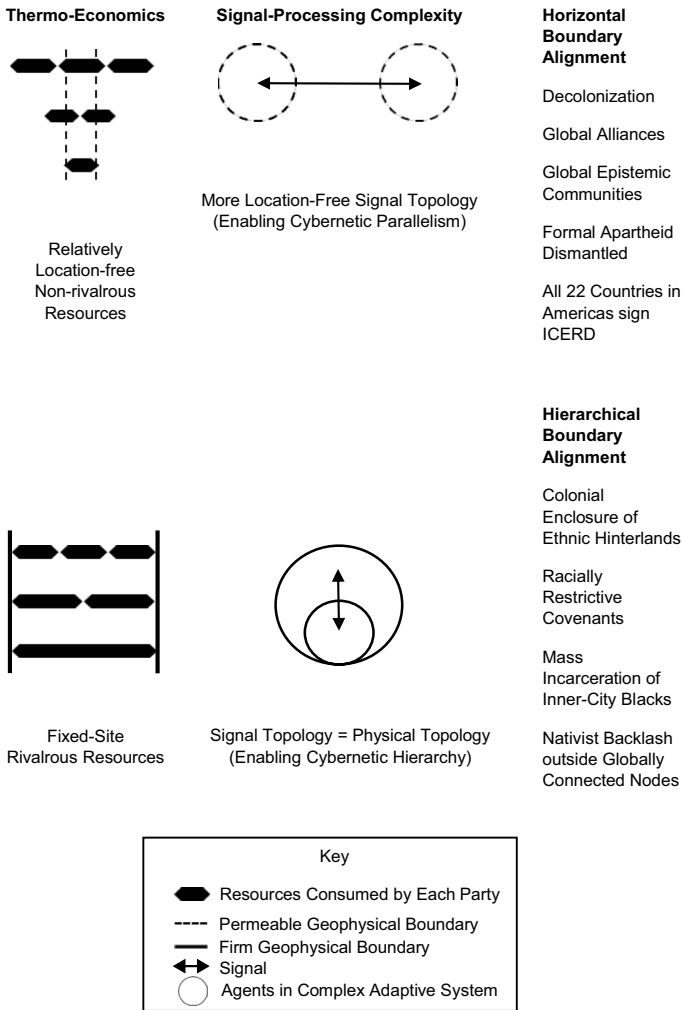 Thermo-Economics
Relatively
Location-free
Non-rivalrous
Resources
Signal-Processing Complexity
More Location-Free Signal Topology
(Enabling Cybernetic Parallelism)
Horizontal
Boundary
Alignment
Decolonization
Global Alliances
Global Epistemic
Communities
Formal Apartheid
Dismantled
All 22 Countries in
Americas sign
ICERD
Fixed-Site
Rivalrous Resources
Signal Topology = Physical Topology
(Enabling Cybernetic Hierarchy)
Hierarchical
Boundary
Alignment
Colonial
Enclosure of
Ethnic Hinterlands
Racially
Restrictive
Covenants
Mass
Incarceration of
Inner-City Blacks
Nativist Backlash
outside Globally
Connected Nodes
Key
Resources Consumed by Each Party
Permeable Geophysical Boundary
Firm Geophysical Boundary
Signal
Agents in Complex Adaptive System